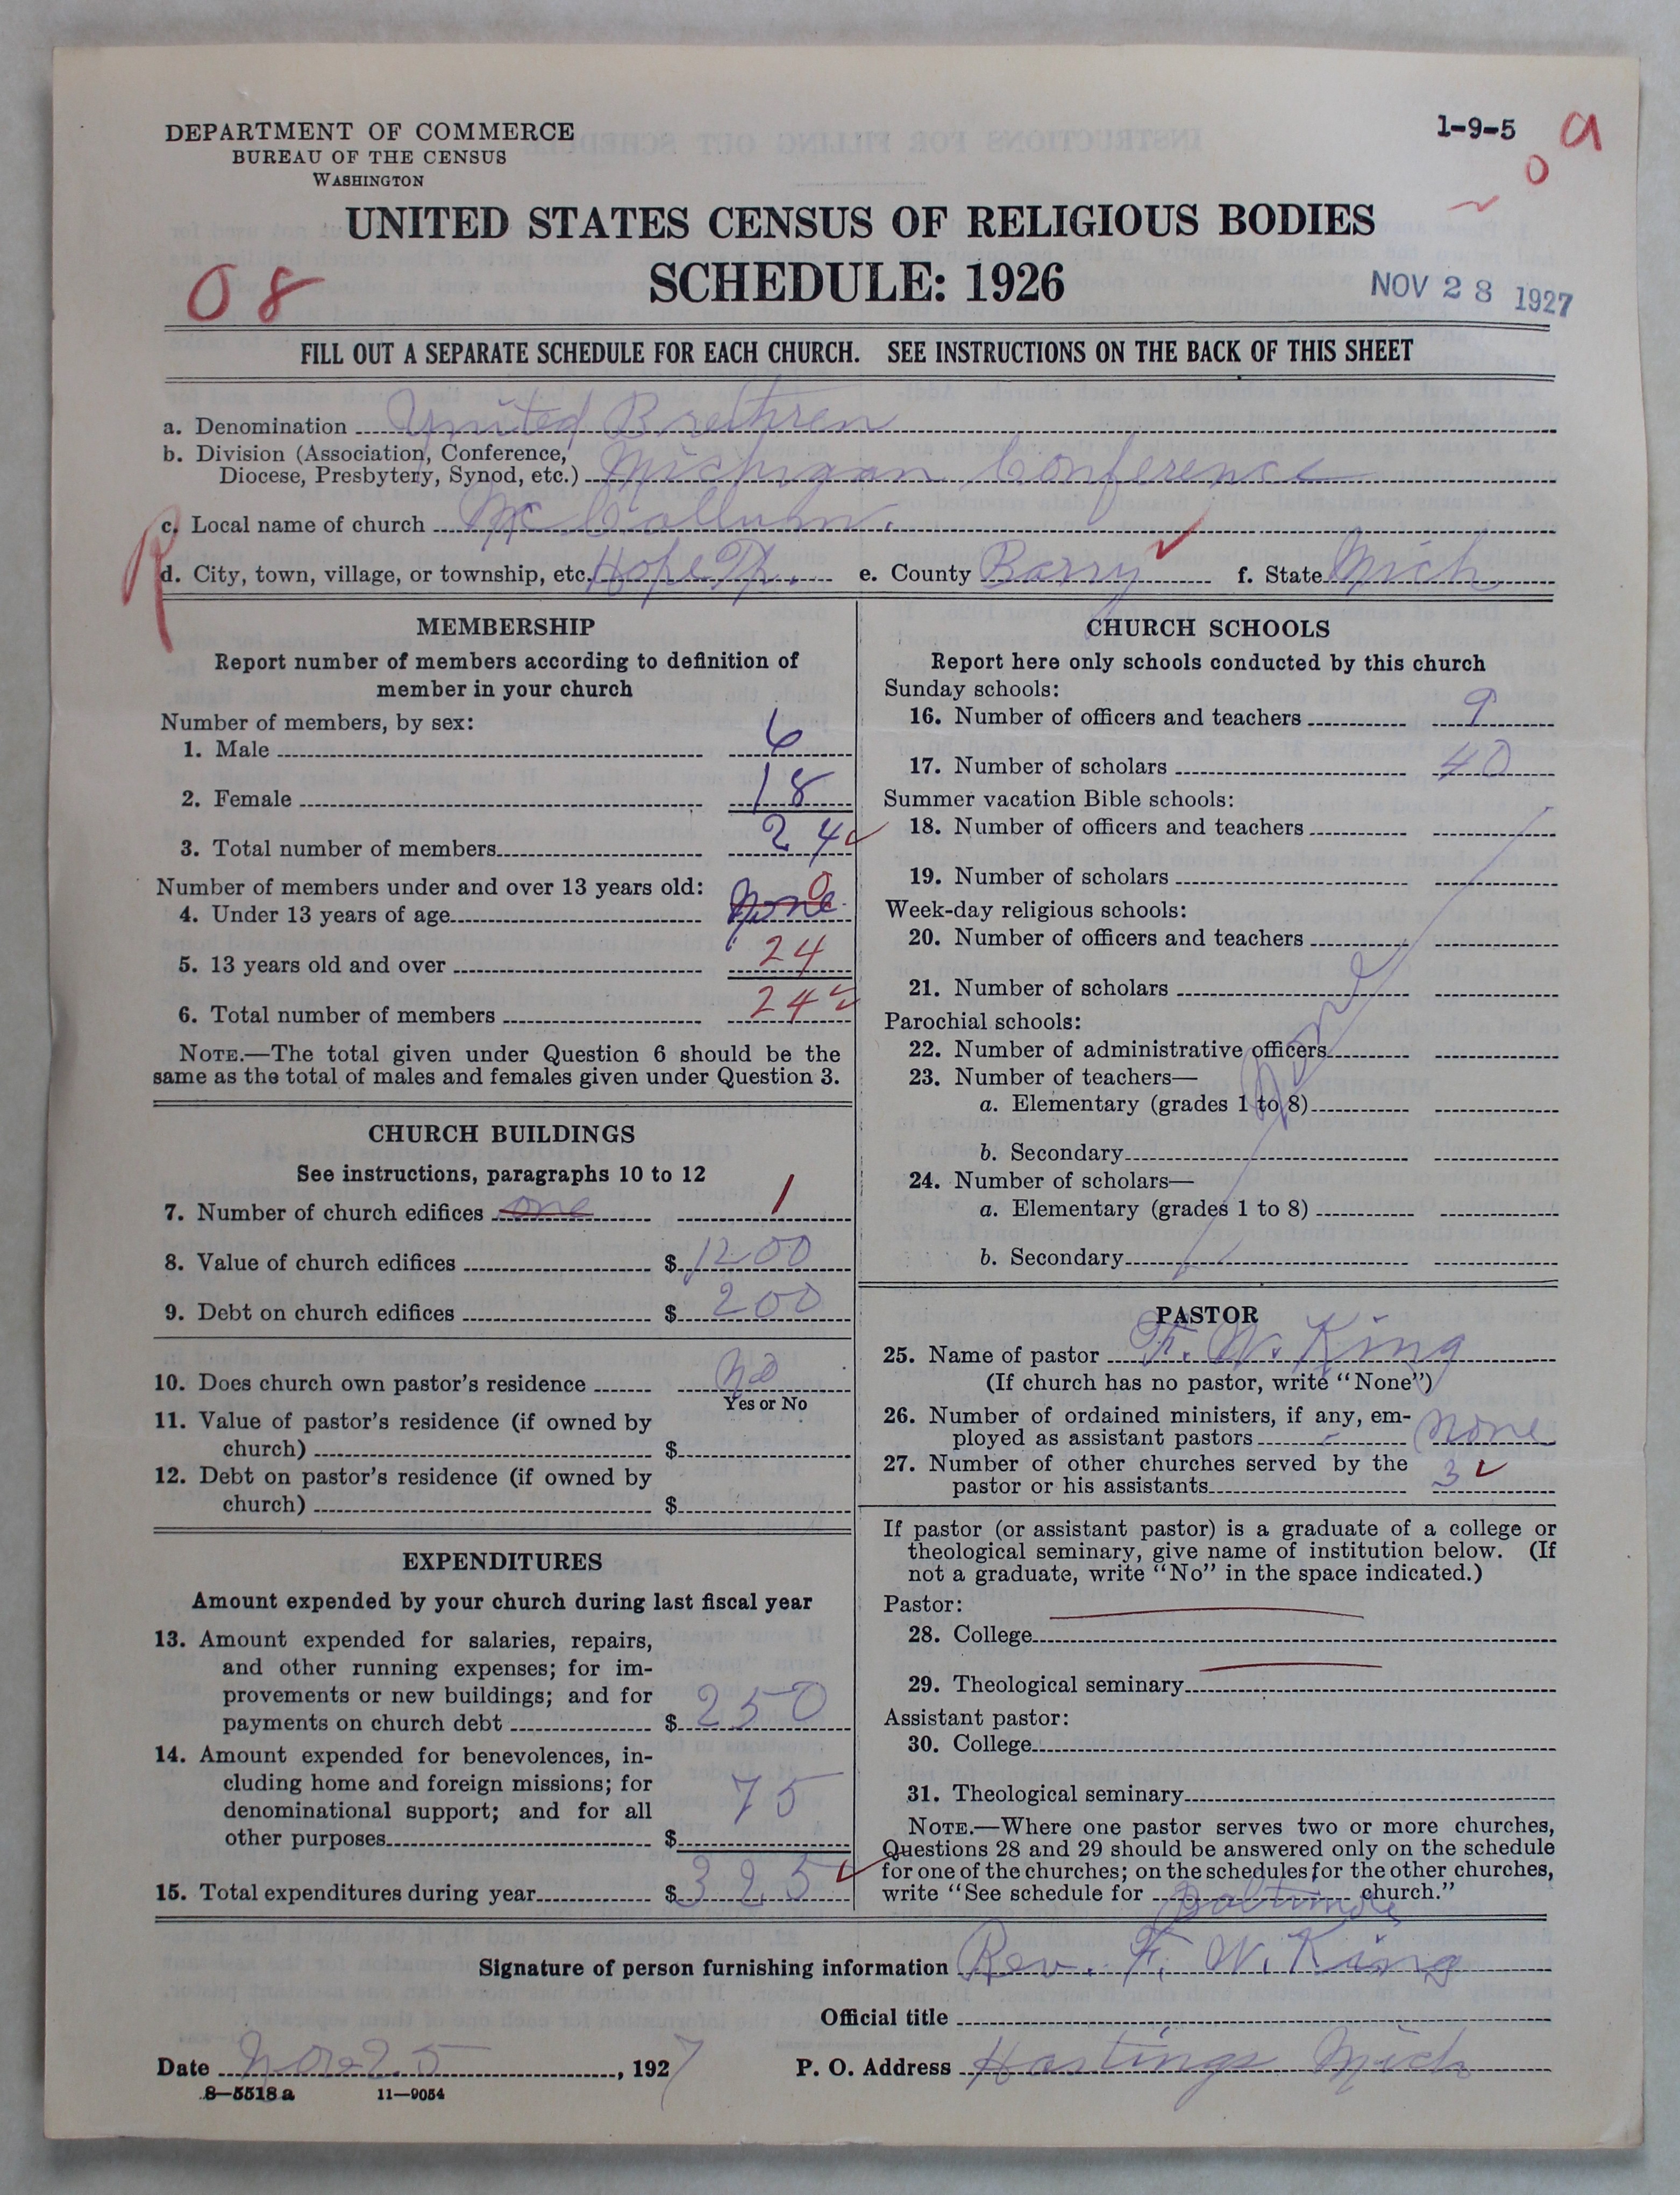 DEPARTMENT OF COMMERCE
BUREAU OF THE CENSUS
WASHINGTON
1-9-5
a
0
UNITED STATES CENSUS OF RELIGIOUS BODIES
SCHEDULE: 1926
08
NOV 28 1927
FILL OUT A SEPARATE SCHEDULE FOR EACH CHURCH. SEE INSTRUCTIONS ON THE BACK OF THIS SHEET
a. Denomination United Brethren
b. Division (Association, Conference,
Diocese, Presbytery, Synod, etc.) Michigan Conference
c. Local name of church McCallum.
R
d. City, town, village, or township, etc. Hope Tp. e. County Barry f. State Mich
MEMBERSHIP
Report number of members according to definition of
member in your church
Number of members, by sex:
1. Male 6
2. Female 18
3. Total number of members 24
Number of members under and over 13 years old:
4. Under 13 years of age None 0
5. 13 years old and over 24
6. Total number of members 24
NOTE.—The total given under Question 6 should be the
same as the total of males and females given under Question 3.
CHURCH BUILDINGS
See instructions, paragraphs 10 to 12
7. Number of church edifices one 1
8. Value of church edifices $ 1200
9. Debt on church edifices $ 200
10. Does church own pastor's residence No
Yes or No
11. Value of pastor's residence (if owned by
church) $
12. Debt on pastor's residence (if owned by
church) $
EXPENDITURES
Amount expended by your church during last fiscal year
13. Amount expended for salaries, repairs,
and other running expenses; for im-
provements or new buildings; and for
payments on church debt $ 250
14. Amount expended for benevolences, in-
cluding home and foreign missions; for
denominational support; and for all
other purposes $ 75
15. Total expenditures during year $ 325
CHURCH SCHOOLS
Report here only schools conducted by this church
Sunday schools:
16. Number of officers and teachers 9
17. Number of scholars 40
Summer vacation Bible schools:
18. Number of officers and teachers
19. Number of scholars
Week-day religious schools:
20. Number of officers and teachers
21. Number of scholars
None
Parochial schools:
22. Number of administrative officers
23. Number of teachers—
a. Elementary (grades 1 to 8)
b. Secondary
24. Number of scholars—
a. Elementary (grades 1 to 8)
b. Secondary
PASTOR
25. Name of pastor F. W. King
(If church has no pastor, write "None")
26. Number of ordained ministers, if any, em-
ployed as assistant pastors None
27. Number of other churches served by the
pastor or his assistants 3
If pastor (or assistant pastor) is a graduate of a college or
theological seminary, give name of institution below. (If
not a graduate, write "No" in the space indicated.)
Pastor:
28. College
29. Theological seminary
Assistant pastor:
30. College
31. Theological seminary
NOTE.—Where one pastor serves two or more churches,
Questions 28 and 29 should be answered only on the schedule
for one of the churches; on the schedules for the other churches,
write "See schedule for Baltimore church."
Signature of person furnishing information Rev. F. W. King
Official title
Date Nov 25, 1927 P. O. Address Hastings Mich
8—5518 a 11—9054